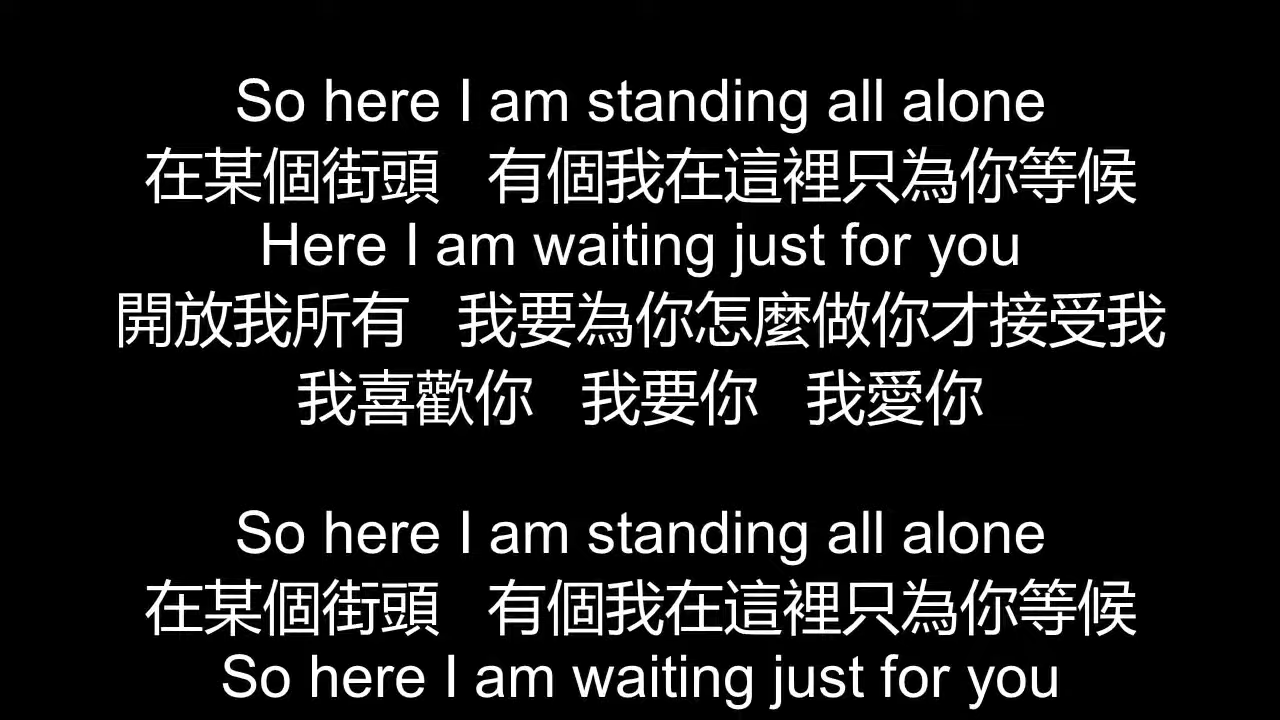 So here I am standing all alone
在某個街頭 有個我在這裡只為你等候
Here I am waiting just for you
開放我所有 我要為你怎麼做你才接受我
我喜歡你 我要你 我愛你
So here I am standing all alone
在某個街頭 有個我在這裡只為你等候
So here I am waiting just for you